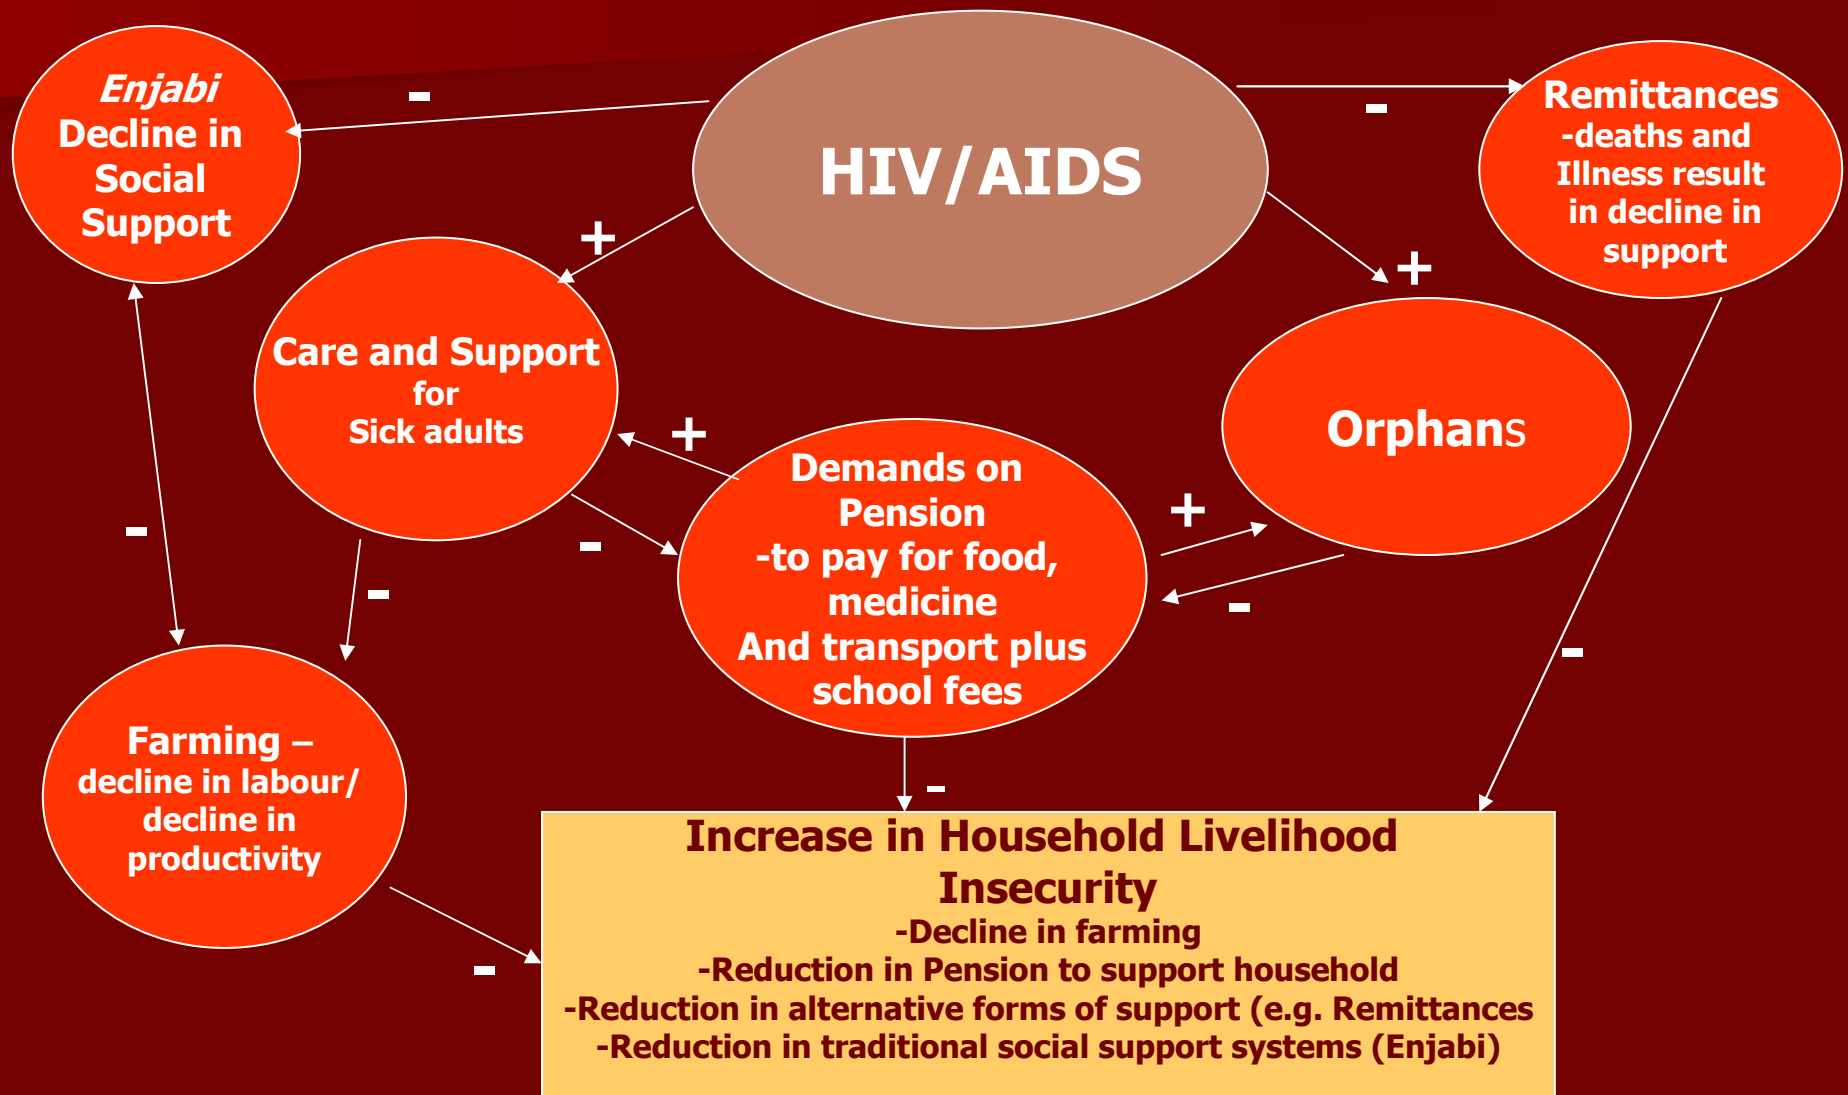 Enjabi
Decline in
Social
Support
-
HIV/AIDS
-
Remittances
-deaths and
Illness result
in decline in
support
+
+
Care and Support
for
Sick adults
+
Demands on
Pension
-to pay for food,
medicine
And transport plus
school fees
+
Orphans
-
-
-
-
-
Farming –
decline in labour/
decline in
productivity
-
-
Increase in Household Livelihood
Insecurity
-Decline in farming
-Reduction in Pension to support household
-Reduction in alternative forms of support (e.g. Remittances
-Reduction in traditional social support systems (Enjabi)